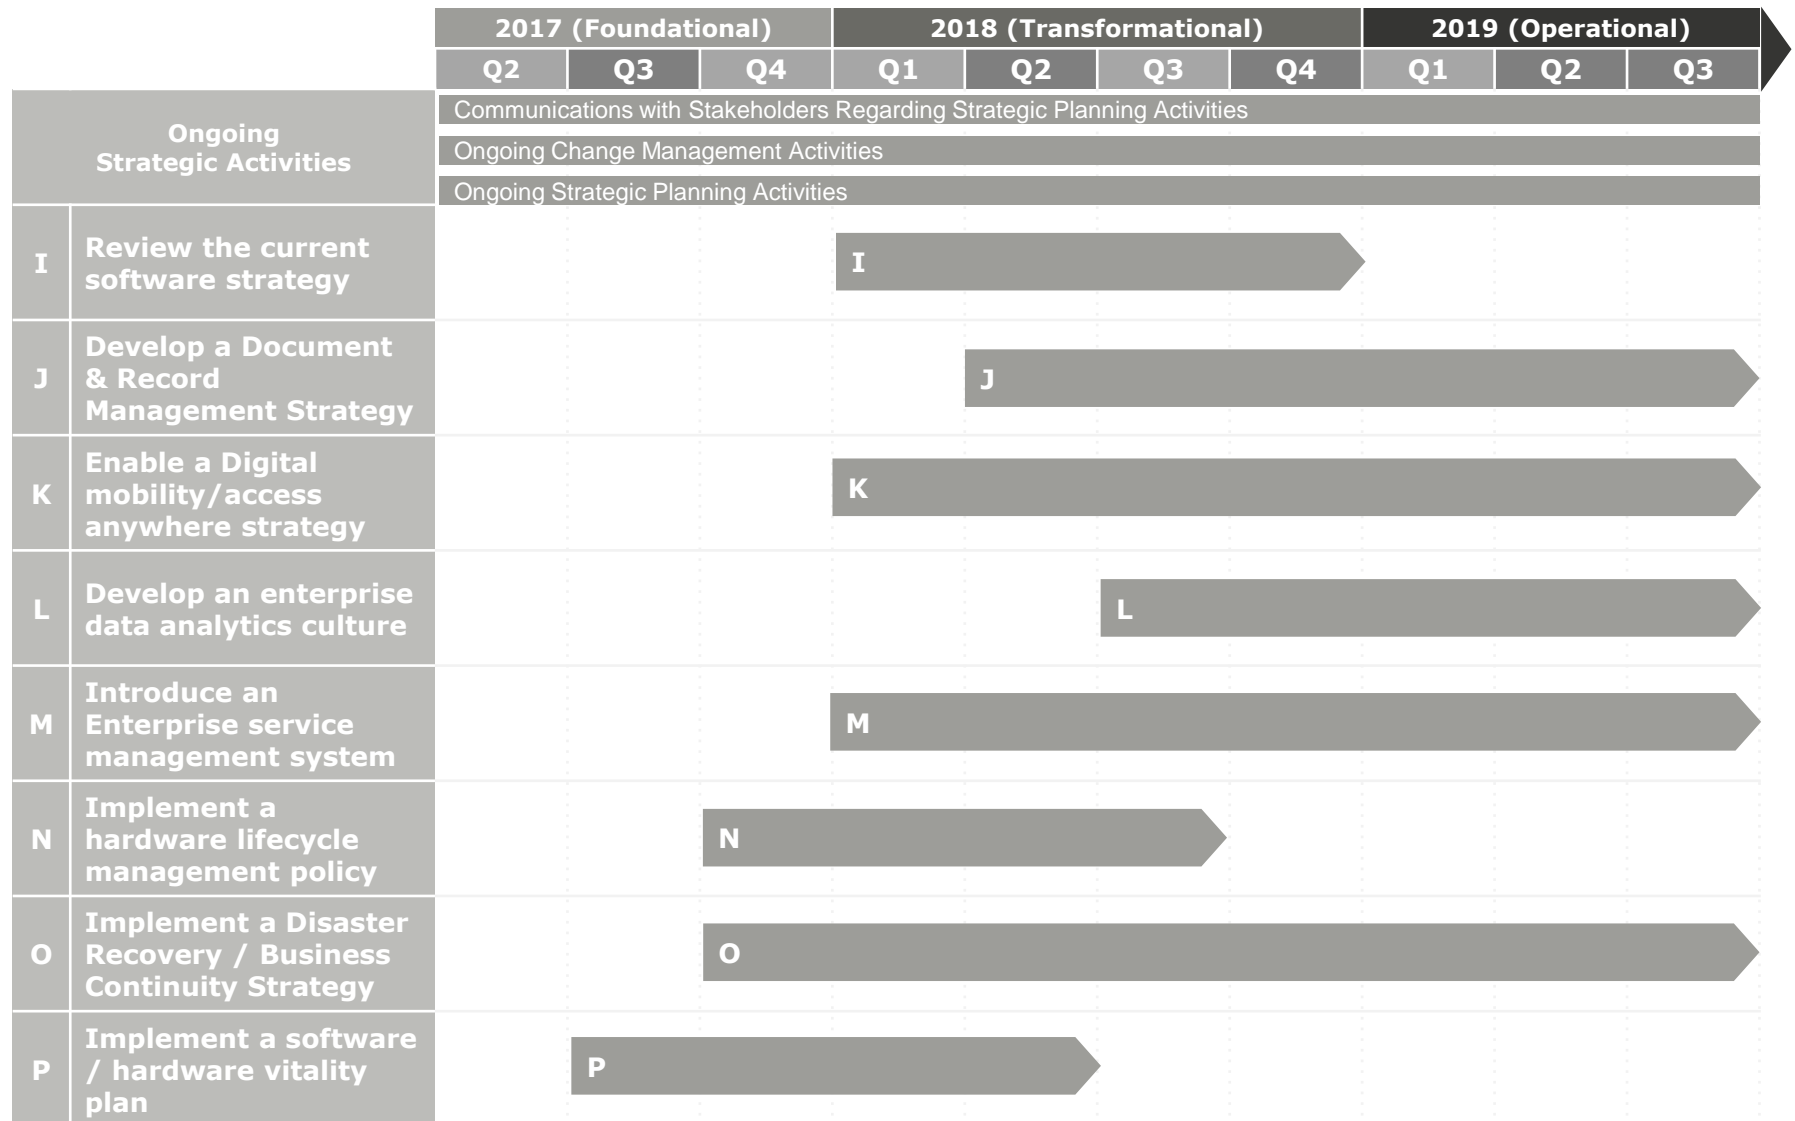 2017 (Foundational) 2018 (Transformational) 2019 (Operational)
Q2 Q3 Q4 Q1 Q2 Q3 Q4 Q1 Q2 Q3
Ongoing
Strategic Activities
Communications with Stakeholders Regarding Strategic Planning Activities
Ongoing Change Management Activities
Ongoing Strategic Planning Activities
I
Review the current
software strategy
I
J
Develop a Document
& Record
Management Strategy
J
K
Enable a Digital
mobility/access
anywhere strategy
K
L
Develop an enterprise
data analytics culture
L
M
Introduce an
Enterprise service
management system
M
N
Implement a
hardware lifecycle
management policy
N
O
Implement a Disaster
Recovery / Business
Continuity Strategy
O
P
Implement a software
/ hardware vitality
plan
P